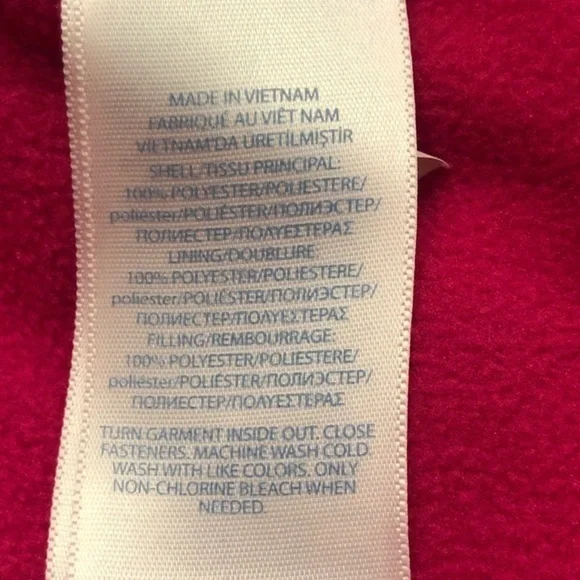 MADE IN VIETNAM
FABRIQUÉ AU VIÊT NAM
VIETNAM'DA URETILMIŞTIR
SHELL/TISSU PRINCIPAL:
100% POLYESTER/POLIESTERE/
poliéster/POLIÉSTER/ПОЛИЭСТЕР/
ПОЛИЕСТЕР/ΠΟΛΥΕΣΤΕΡΑΣ
LINING/DOUBLURE
100% POLYESTER/POLIESTERE/
poliéster/POLIÉSTER/ПОЛИЭСТЕР/
ПОЛИЕСТЕР/ΠΟΛΥΕΣΤΕΡΑΣ
FILLING/REMBOURRAGE:
100% POLYESTER/POLIESTERE/
poliéster/POLIÉSTER/ПОЛИЭСТЕР/
ПОЛИЕСТЕР/ΠΟΛΥΕΣΤΕΡΑΣ
TURN GARMENT INSIDE OUT. CLOSE
FASTENERS. MACHINE WASH COLD.
WASH WITH LIKE COLORS. ONLY
NON-CHLORINE BLEACH WHEN
NEEDED.